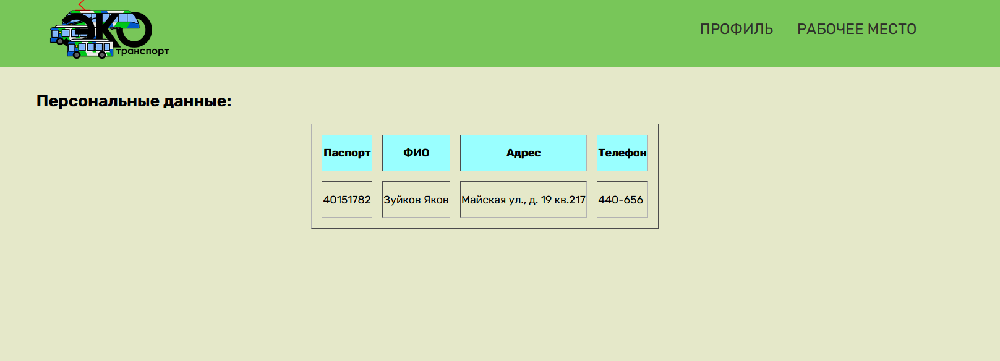 ЭКО
транспорт
ПРОФИЛЬ РАБОЧЕЕ МЕСТО
Персональные данные:
Паспорт ФИО Адрес Телефон
40151782 Зуйков Яков Майская ул., д. 19 кв.217 440-656